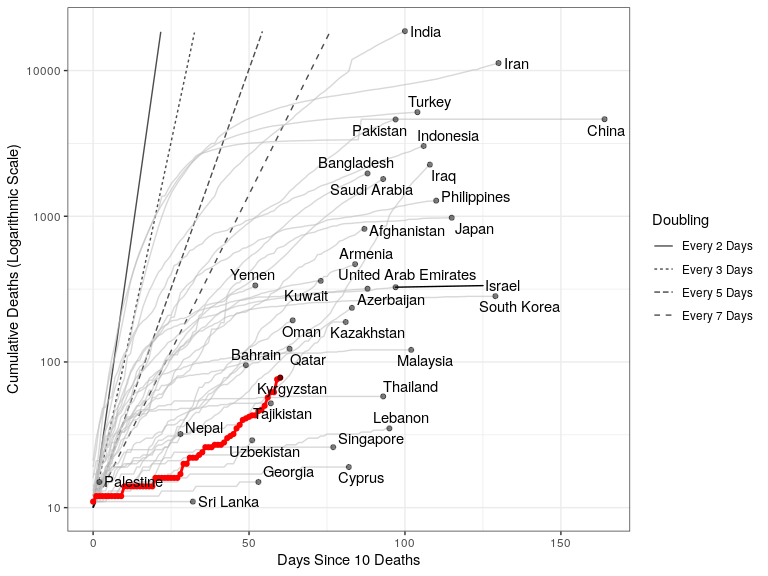 India
Iran
Turkey
Pakistan
China
Indonesia
Bangladesh
Iraq
Saudi Arabia
Philippines
Japan
Afghanistan
Armenia
Yemen
United Arab Emirates
Israel
Kuwait
Azerbaijan
South Korea
Oman
Kazakhstan
Bahrain
Qatar
Malaysia
Kyrgyzstan
Thailand
Tajikistan
Lebanon
Nepal
Singapore
Uzbekistan
Georgia
Cyprus
Palestine
Sri Lanka
10000
1000
100
10
Cumulative Deaths (Logarithmic Scale)
0
50
100
150
Days Since 10 Deaths
Doubling
Every 2 Days
Every 3 Days
Every 5 Days
Every 7 Days